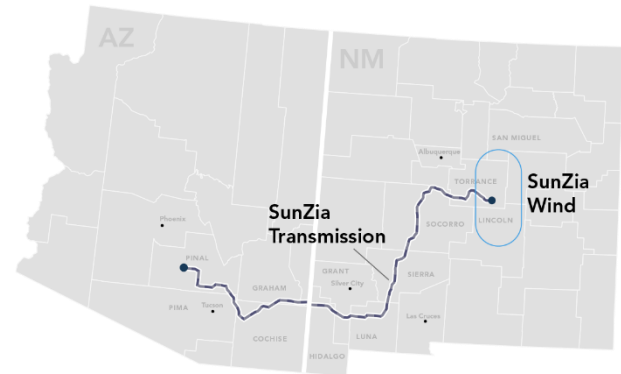 AZ
NM
SAN MIGUEL
Albuquerque
TORRANCE
SunZia
Wind
SunZia
Transmission
SOCORRO
LINCOLN
Phoenix
PINAL
GRANT
Silver City
SIERRA
GRAHAM
PIMA
Tucson
Las Cruces
COCHISE
LUNA
HIDALGO